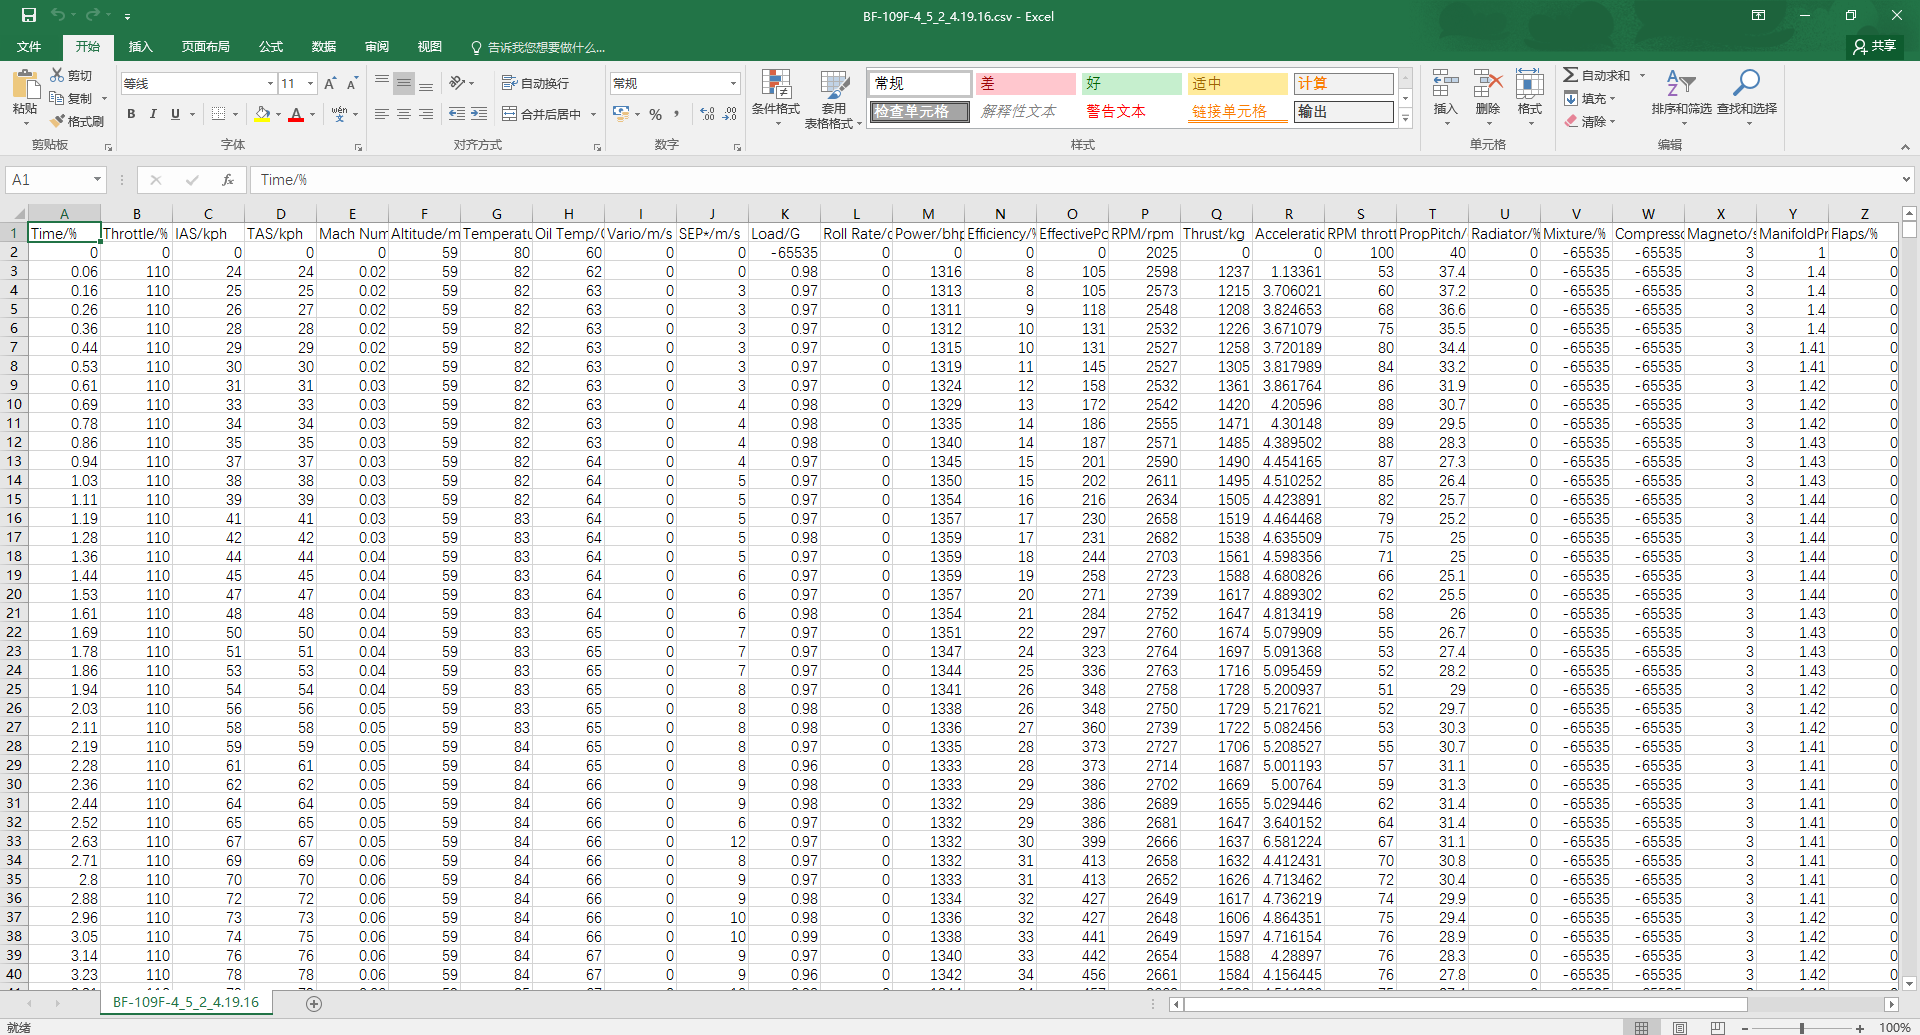 BF-109F-4_5_2_4.19.16.csv - Excel
文件 开始 插入 页面布局 公式 数据 审阅 视图 告诉我您想要做什么... 共享
粘贴 剪切 复制 格式刷 剪贴板
等线 11 B I U wén 字体
自动换行 合并后居中 对齐方式
常规 % 数字
条件格式 套用表格格式 常规 差 好 适中 计算
检查单元格 解释性文本 警告文本 链接单元格 输出 样式
插入 删除 格式 单元格
自动求和 填充 清除 排序和筛选 查找和选择 编辑
A1 fx Time/%
A B C D E F G H I J K L M N O P Q R S T U V W X Y Z
1 Time/% Throttle/% IAS/kph TAS/kph Mach Num Altitude/m Temperatu Oil Temp/ Vario/m/s SEP*/m/s Load/G Roll Rate/ Power/bhp Efficiency/% EffectivePo RPM/rpm Thrust/kg Acceleratio RPM thrott PropPitch/ Radiator/% Mixture/% Compresso Magneto/s ManifoldPr Flaps/%
2 0 0 0 0 0 59 80 60 0 0 -65535 0 0 0 0 2025 0 0 100 40 0 -65535 -65535 3 1 0
3 0.06 110 24 24 0.02 59 82 62 0 0 0.98 0 1316 8 105 2598 1237 1.13361 53 37.4 0 -65535 -65535 3 1.4 0
4 0.16 110 25 25 0.02 59 82 63 0 3 0.97 0 1313 8 105 2573 1215 3.706021 60 37.2 0 -65535 -65535 3 1.4 0
5 0.26 110 26 27 0.02 59 82 63 0 3 0.97 0 1311 9 118 2548 1208 3.824653 68 36.6 0 -65535 -65535 3 1.4 0
6 0.36 110 28 28 0.02 59 82 63 0 3 0.97 0 1312 10 131 2532 1226 3.671079 75 35.5 0 -65535 -65535 3 1.4 0
7 0.44 110 29 29 0.02 59 82 63 0 3 0.97 0 1315 10 131 2527 1258 3.720189 80 34.4 0 -65535 -65535 3 1.41 0
8 0.53 110 30 30 0.02 59 82 63 0 3 0.97 0 1319 11 145 2527 1305 3.817989 84 33.2 0 -65535 -65535 3 1.41 0
9 0.61 110 31 31 0.03 59 82 63 0 3 0.97 0 1324 12 158 2532 1361 3.861764 86 31.9 0 -65535 -65535 3 1.42 0
10 0.69 110 33 33 0.03 59 82 63 0 4 0.98 0 1329 13 172 2542 1420 4.20596 88 30.7 0 -65535 -65535 3 1.42 0
11 0.78 110 34 34 0.03 59 82 63 0 4 0.98 0 1335 14 186 2555 1471 4.30148 89 29.5 0 -65535 -65535 3 1.42 0
12 0.86 110 35 35 0.03 59 82 63 0 4 0.98 0 1340 14 187 2571 1485 4.389502 88 28.3 0 -65535 -65535 3 1.43 0
13 0.94 110 37 37 0.03 59 82 64 0 4 0.97 0 1345 15 201 2590 1490 4.454165 87 27.3 0 -65535 -65535 3 1.43 0
14 1.03 110 38 38 0.03 59 82 64 0 5 0.97 0 1350 15 202 2611 1495 4.510252 85 26.4 0 -65535 -65535 3 1.43 0
15 1.11 110 39 39 0.03 59 82 64 0 5 0.97 0 1354 16 216 2634 1505 4.423891 82 25.7 0 -65535 -65535 3 1.44 0
16 1.19 110 41 41 0.03 59 83 64 0 5 0.97 0 1357 17 230 2658 1519 4.464468 79 25.2 0 -65535 -65535 3 1.44 0
17 1.28 110 42 42 0.03 59 83 64 0 5 0.98 0 1359 17 231 2682 1538 4.635509 75 25 0 -65535 -65535 3 1.44 0
18 1.36 110 44 44 0.04 59 83 64 0 5 0.97 0 1359 18 244 2703 1561 4.598356 71 25 0 -65535 -65535 3 1.44 0
19 1.44 110 45 45 0.04 59 83 64 0 6 0.97 0 1359 19 258 2723 1588 4.680826 66 25.1 0 -65535 -65535 3 1.44 0
20 1.53 110 47 47 0.04 59 83 64 0 6 0.97 0 1357 20 271 2739 1617 4.889302 62 25.5 0 -65535 -65535 3 1.44 0
21 1.61 110 48 48 0.04 59 83 64 0 6 0.98 0 1354 21 284 2752 1647 4.813419 58 26 0 -65535 -65535 3 1.43 0
22 1.69 110 50 50 0.04 59 83 65 0 7 0.97 0 1351 22 297 2760 1674 5.079909 55 26.7 0 -65535 -65535 3 1.43 0
23 1.78 110 51 51 0.04 59 83 65 0 7 0.97 0 1347 24 323 2764 1697 5.091368 53 27.4 0 -65535 -65535 3 1.43 0
24 1.86 110 53 53 0.04 59 83 65 0 7 0.97 0 1344 25 336 2763 1716 5.095459 52 28.2 0 -65535 -65535 3 1.43 0
25 1.94 110 54 54 0.04 59 83 65 0 8 0.97 0 1341 26 348 2758 1728 5.200937 51 29 0 -65535 -65535 3 1.42 0
26 2.03 110 56 56 0.05 59 83 65 0 8 0.98 0 1338 26 348 2750 1729 5.217621 52 29.7 0 -65535 -65535 3 1.42 0
27 2.11 110 58 58 0.05 59 83 65 0 8 0.98 0 1336 27 360 2739 1722 5.082456 53 30.3 0 -65535 -65535 3 1.42 0
28 2.19 110 59 59 0.05 59 84 65 0 8 0.97 0 1335 28 373 2727 1706 5.208527 55 30.7 0 -65535 -65535 3 1.41 0
29 2.28 110 61 61 0.05 59 84 65 0 8 0.96 0 1333 28 373 2714 1687 5.001193 57 31.1 0 -65535 -65535 3 1.41 0
30 2.36 110 62 62 0.05 59 84 66 0 9 0.98 0 1333 29 386 2702 1669 5.00764 59 31.3 0 -65535 -65535 3 1.41 0
31 2.44 110 64 64 0.05 59 84 66 0 9 0.98 0 1332 29 386 2689 1655 5.029446 62 31.4 0 -65535 -65535 3 1.41 0
32 2.52 110 65 65 0.05 59 84 66 0 6 0.97 0 1332 29 386 2681 1647 3.640152 64 31.4 0 -65535 -65535 3 1.41 0
33 2.63 110 67 67 0.05 59 84 66 0 12 0.97 0 1332 30 399 2666 1637 6.581224 67 31.1 0 -65535 -65535 3 1.41 0
34 2.71 110 69 69 0.06 59 84 66 0 8 0.97 0 1332 31 413 2658 1632 4.412431 70 30.8 0 -65535 -65535 3 1.41 0
35 2.8 110 70 70 0.06 59 84 66 0 9 0.97 0 1333 31 413 2652 1626 4.713462 72 30.4 0 -65535 -65535 3 1.41 0
36 2.88 110 72 72 0.06 59 84 66 0 9 0.98 0 1334 32 427 2649 1617 4.736219 74 29.9 0 -65535 -65535 3 1.41 0
37 2.96 110 73 73 0.06 59 84 66 0 10 0.98 0 1336 32 427 2648 1606 4.864351 75 29.4 0 -65535 -65535 3 1.42 0
38 3.05 110 74 75 0.06 59 84 66 0 10 0.99 0 1338 33 441 2649 1597 4.716154 76 28.9 0 -65535 -65535 3 1.42 0
39 3.14 110 76 76 0.06 59 84 67 0 9 0.97 0 1340 33 442 2654 1588 4.28897 76 28.3 0 -65535 -65535 3 1.42 0
40 3.23 110 78 78 0.06 59 84 67 0 9 0.96 0 1342 34 456 2661 1584 4.156445 76 27.8 0 -65535 -65535 3 1.42 0
BF-109F-4_5_2_4.19.16
就绪 100%